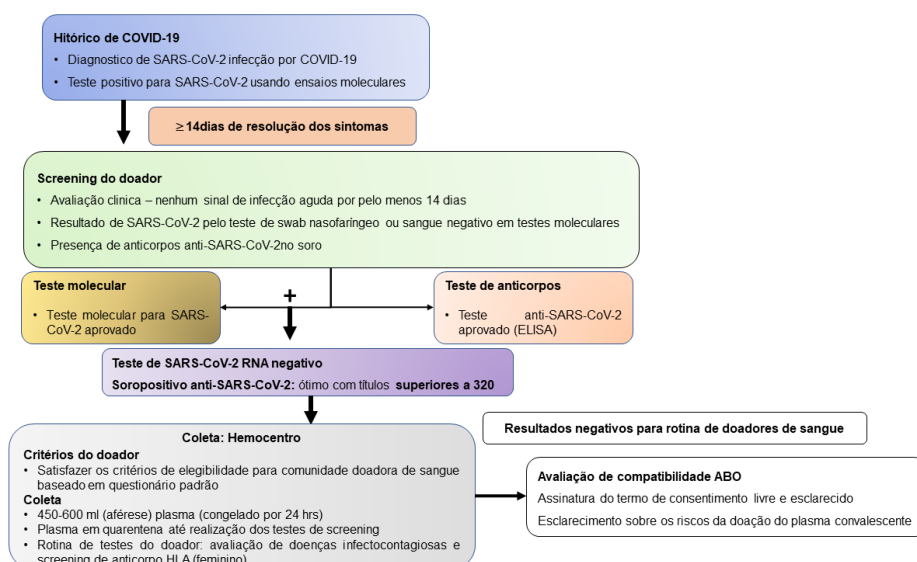 Hitórico de COVID-19
• Diagnostico de SARS-CoV-2 infecção por COVID-19
• Teste positivo para SARS-CoV-2 usando ensaios moleculares
≥ 14dias de resolução dos sintomas
Screening do doador
• Avaliação clinica – nenhum sinal de infecção aguda por pelo menos 14 dias
• Resultado de SARS-CoV-2 pelo teste de swab nasofaríngeo ou sangue negativo em testes moleculares
• Presença de anticorpos anti-SARS-CoV-2no soro
Teste molecular
• Teste molecular para SARS-
CoV-2 aprovado
+
Teste de anticorpos
• Teste anti-SARS-CoV-2
aprovado (ELISA)
Teste de SARS-CoV-2 RNA negativo
Soropositivo anti-SARS-CoV-2: ótimo com títulos superiores a 320
Coleta: Hemocentro
Critérios do doador
• Satisfazer os critérios de elegibilidade para comunidade doadora de sangue
baseado em questionário padrão
Coleta
• 450-600 ml (aférese) plasma (congelado por 24 hrs)
• Plasma em quarentena até realização dos testes de screening
• Rotina de testes do doador: avaliação de doenças infectocontagiosas e
screening de anticorpo HLA (feminino)
Resultados negativos para rotina de doadores de sangue
Avaliação de compatibilidade ABO
Assinatura do termo de consentimento livre e esclarecido
Esclarecimento sobre os riscos da doação do plasma convalescente